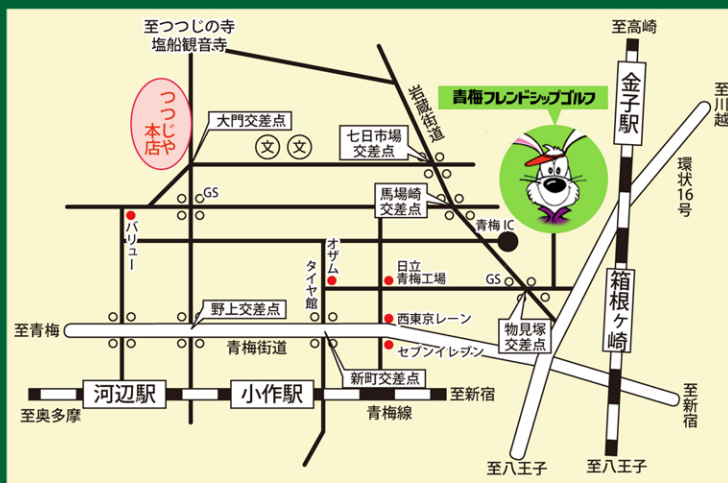 至つつじの寺
塩船観音寺
至高崎
岩蔵街道
青梅フレンドシップゴルフ
金子駅
至川越
つつじや
本店
大門交差点
文
文
七日市場
交差点
環状16号
GS
馬場崎
交差点
青梅 IC
バリュー
オザム
タイヤ館
日立
青梅工場
GS
箱根ヶ崎
野上交差点
西東京レーン
物見塚
交差点
至青梅
青梅街道
セブンイレブン
新町交差点
河辺駅
小作駅
至新宿
至奥多摩
青梅線
至新宿
至八王子
至八王子